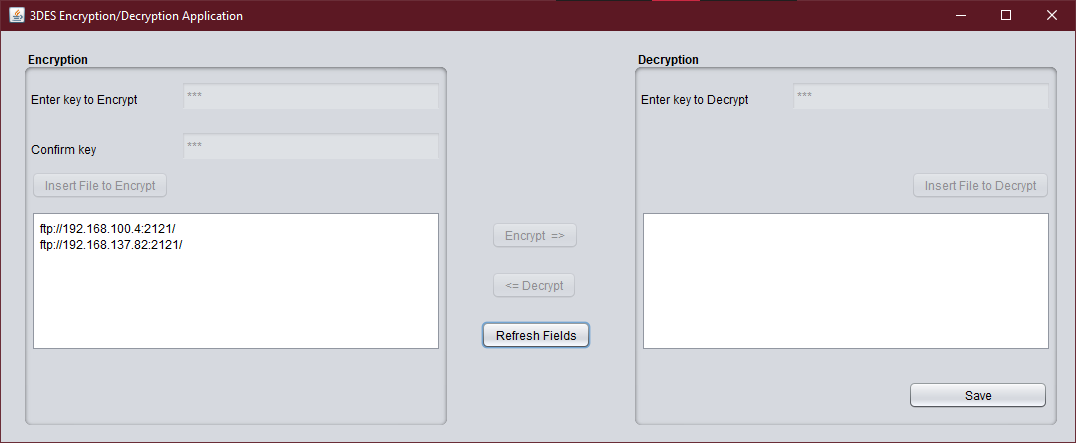 3DES Encryption/Decryption Application
Encryption
Enter key to Encrypt ***
Confirm key ***
Insert File to Encrypt
ftp://192.168.100.4:2121/
ftp://192.168.137.82:2121/
Encrypt =>
<= Decrypt
Refresh Fields
Decryption
Enter key to Decrypt ***
Insert File to Decrypt
Save